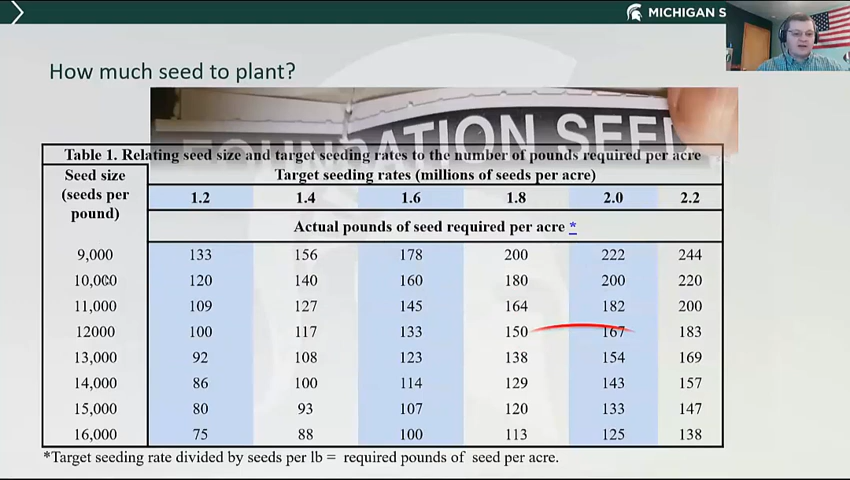 MICHIGAN S
How much seed to plant?
FOUNDATION SEED
Table 1. Relating seed size and target seeding rates to the number of pounds required per acre
Seed size (seeds per pound) Target seeding rates (millions of seeds per acre)
1.2 1.4 1.6 1.8 2.0 2.2
Actual pounds of seed required per acre *
9,000 133 156 178 200 222 244
10,000 120 140 160 180 200 220
11,000 109 127 145 164 182 200
12000 100 117 133 150 167 183
13,000 92 108 123 138 154 169
14,000 86 100 114 129 143 157
15,000 80 93 107 120 133 147
16,000 75 88 100 113 125 138
*Target seeding rate divided by seeds per lb = required pounds of seed per acre.